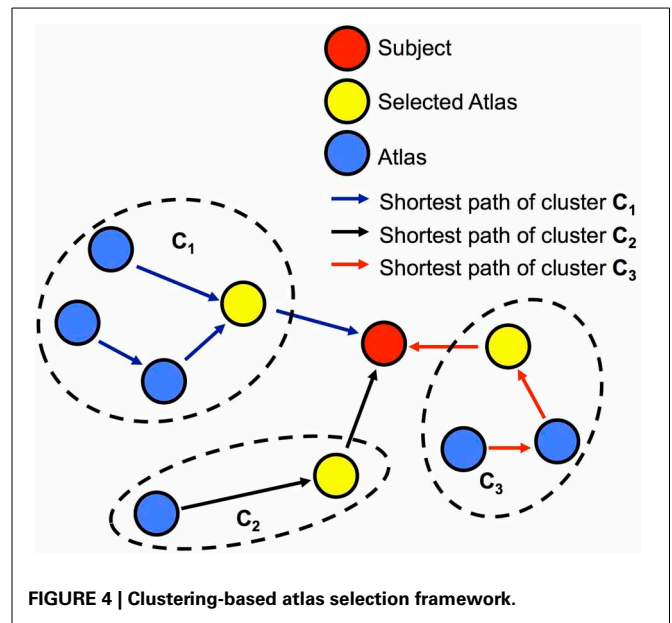 Subject
Selected Atlas
Atlas
Shortest path of cluster C1
Shortest path of cluster C2
Shortest path of cluster C3
C1
C2
C3
FIGURE 4 | Clustering-based atlas selection framework.